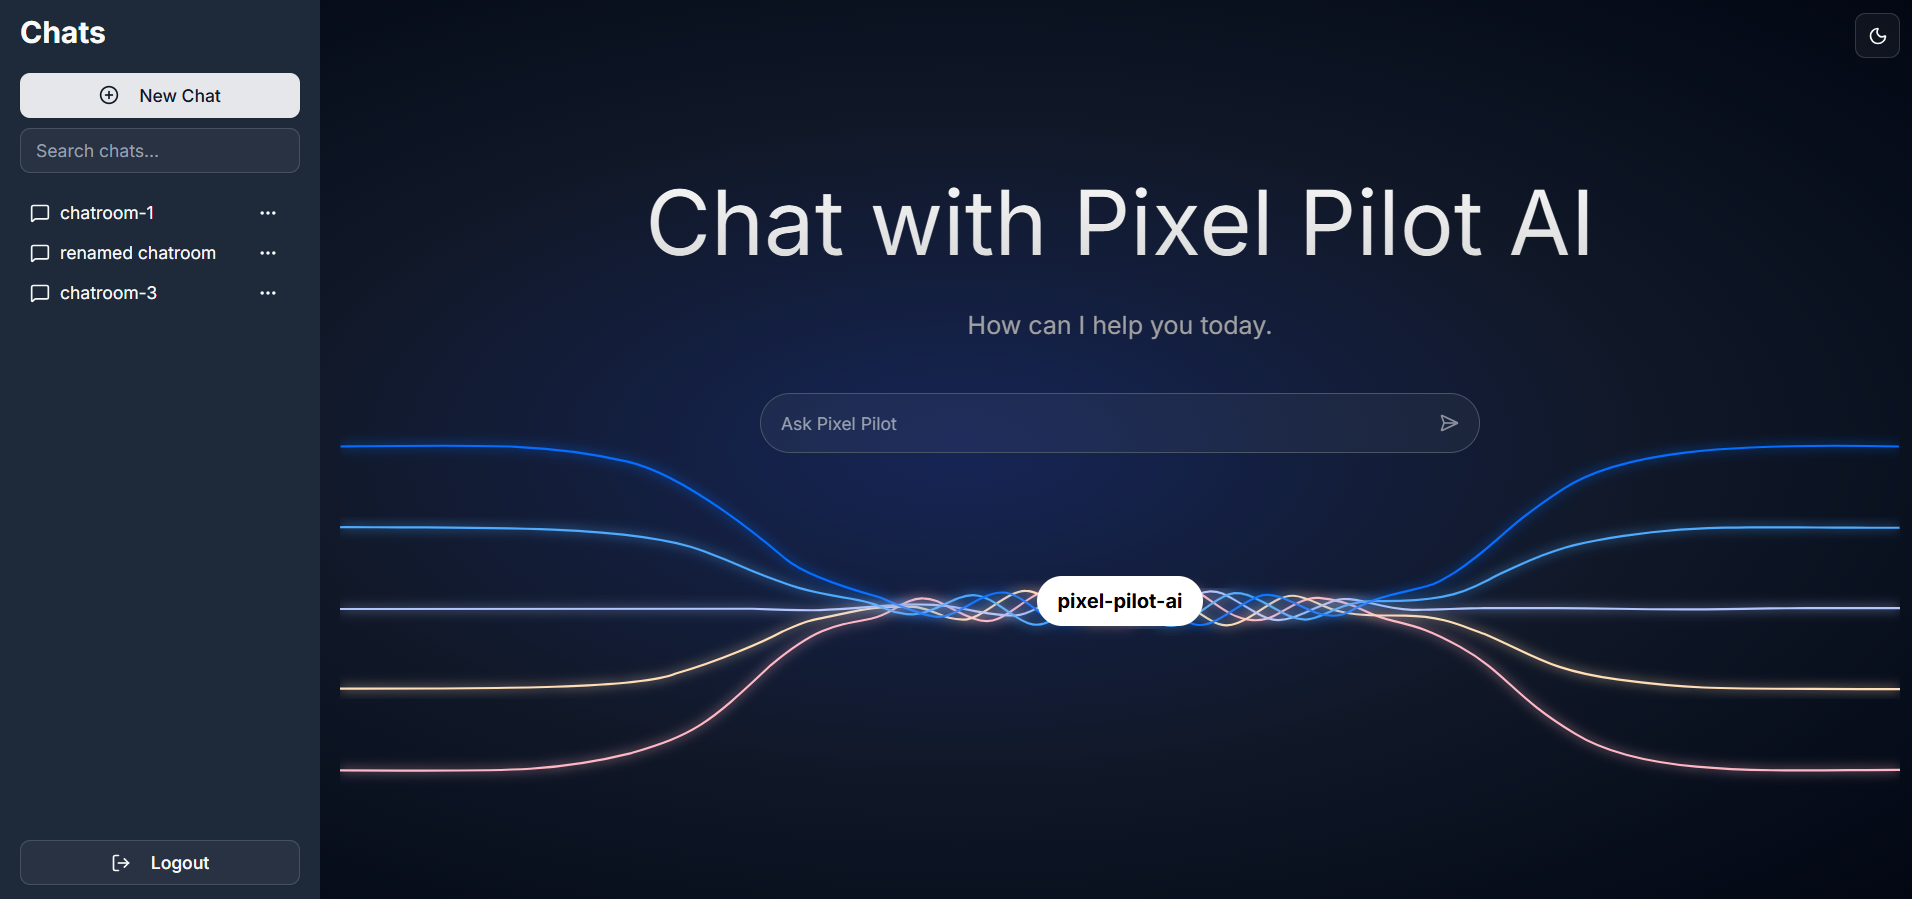 Chats
New Chat
Search chats...
chatroom-1
renamed chatroom
chatroom-3
Logout
Chat with Pixel Pilot AI
How can I help you today.
Ask Pixel Pilot
pixel-pilot-ai